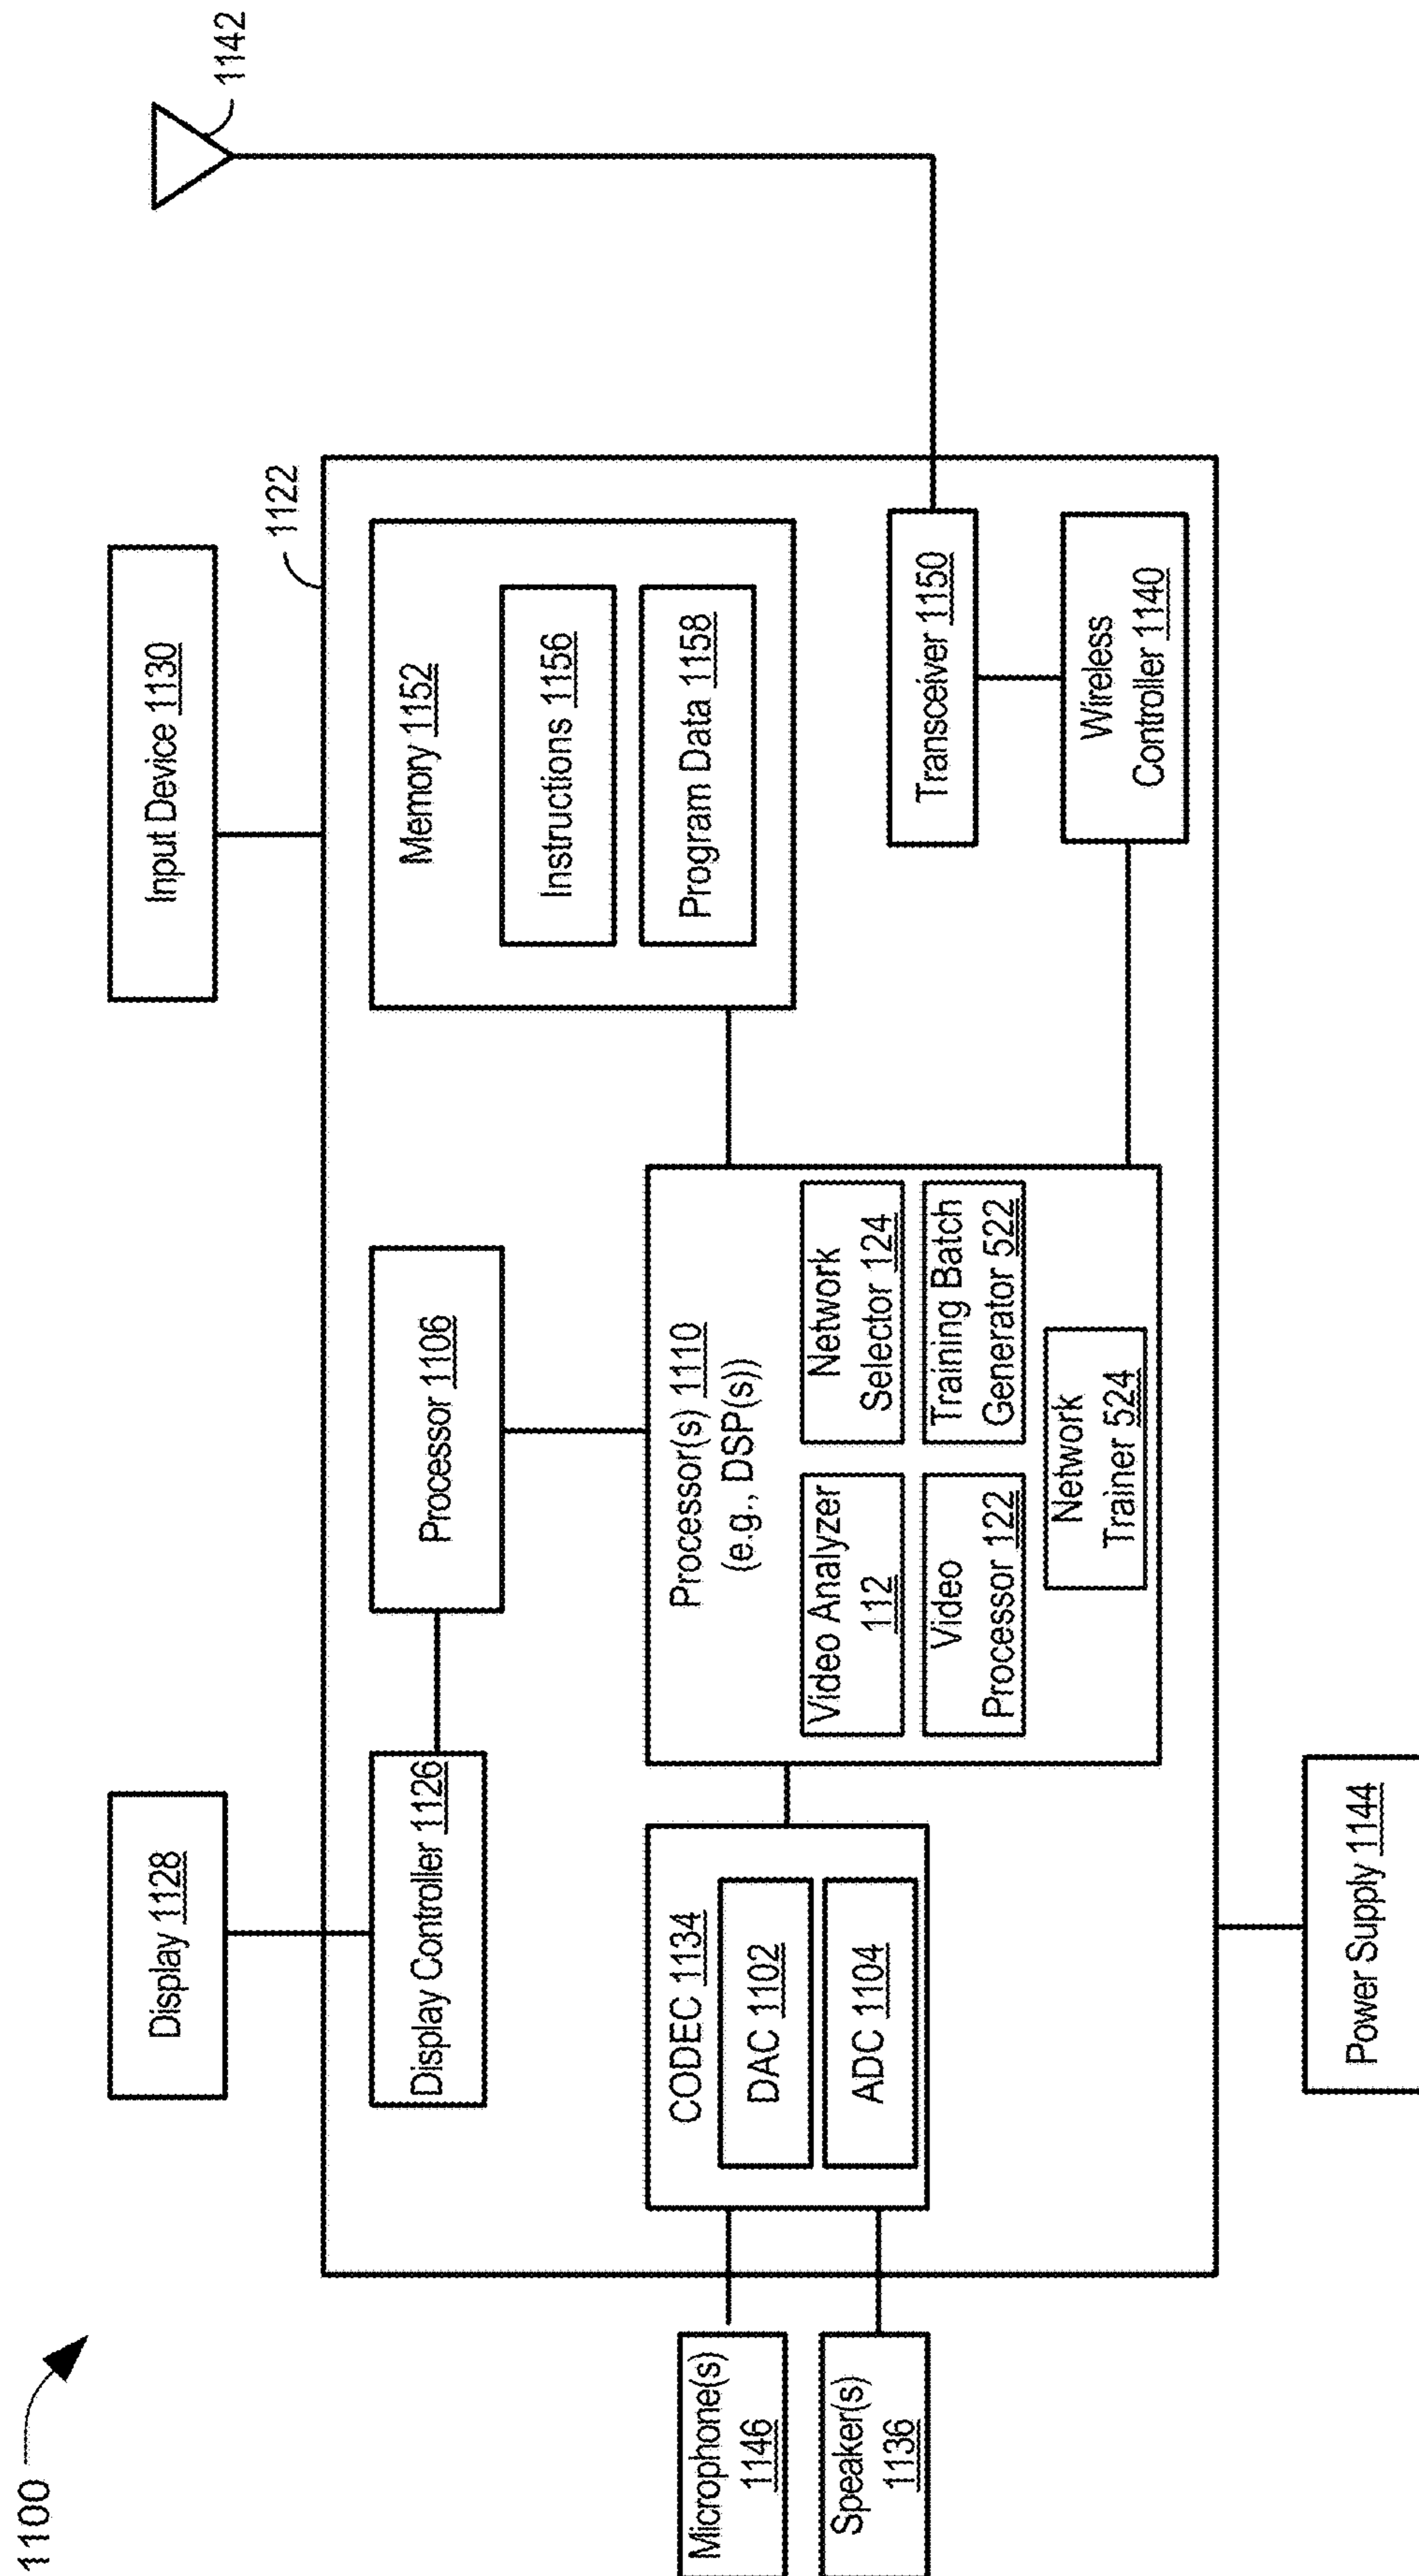 1100
Display 1128
Input Device 1130
1142
1122
Display Controller 1126
Processor 1106
Memory 1152
Instructions 1156
Program Data 1158
Microphone(s)
1146
Speaker(s)
1136
CODEC 1134
DAC 1102
ADC 1104
Processor(s) 1110
(e.g., DSP(s))
Video Analyzer
112
Network
Selector 124
Video
Processor 122
Training Batch
Generator 522
Network
Trainer 524
Transceiver 1150
Wireless
Controller 1140
Power Supply 1144